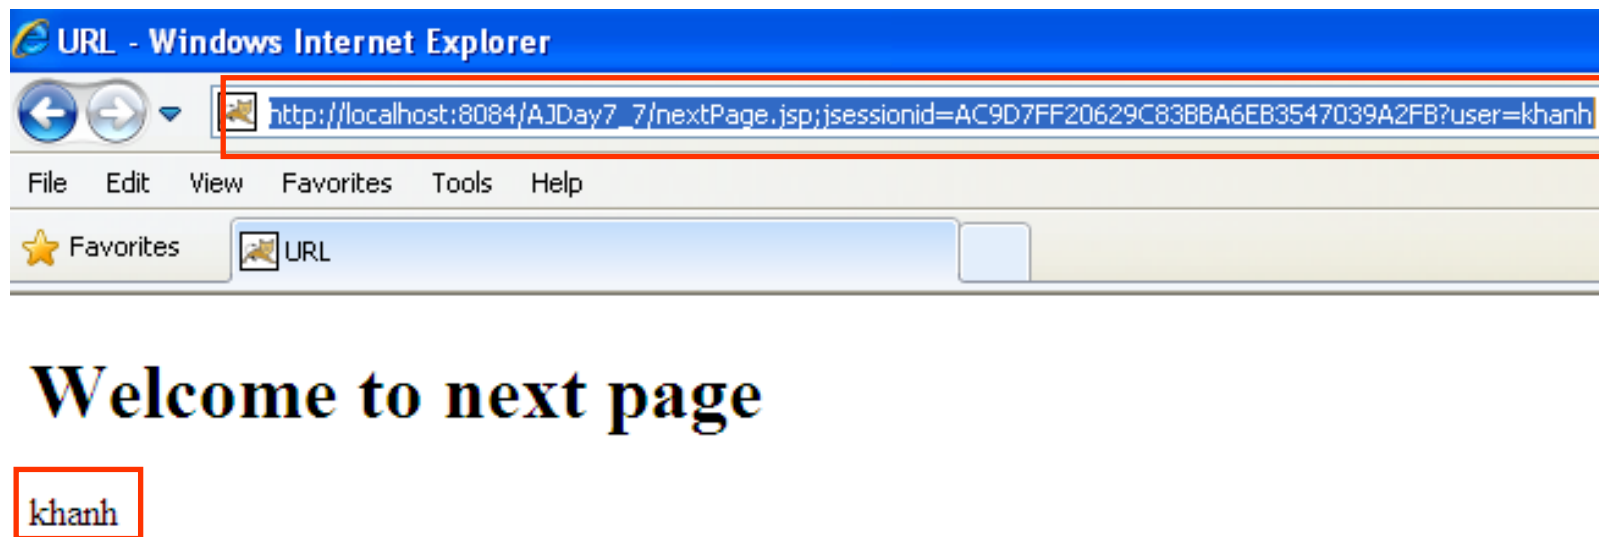 URL - Windows Internet Explorer
http://localhost:8084/AJDay7_7/nextPage.jsp;jsessionid=AC9D7FF20629C83BBA6EB3547039A2FB?user=khanh
File Edit View Favorites Tools Help
Favorites URL
Welcome to next page
khanh